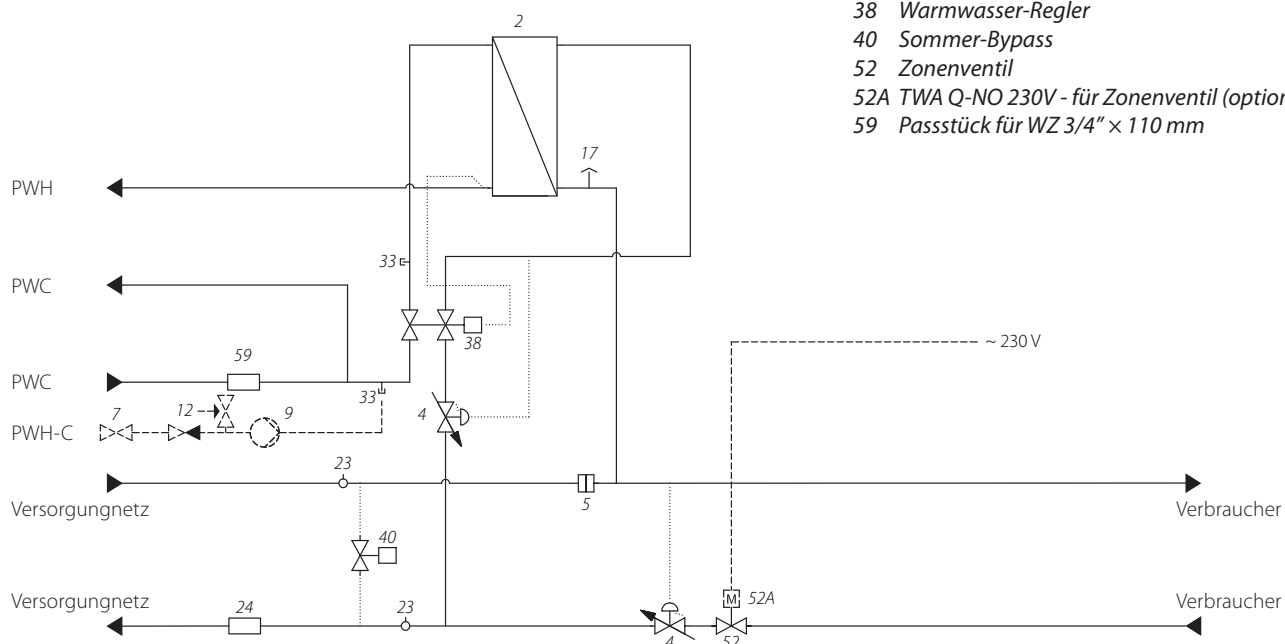 38 Warmwasser-Regler
40 Sommer-Bypass
52 Zonenventil
52A TWA Q-NO 230V - für Zonenventil (option
59 Passstück für WZ 3/4" × 110 mm
2
17
PWH
33
PWC
38
~ 230 V
59
PWC
33
7
12
9
4
PWH-C
23
5
Versorgungnetz
Verbraucher
40
Versorgungnetz
24
23
M
52A
Verbraucher
4
52